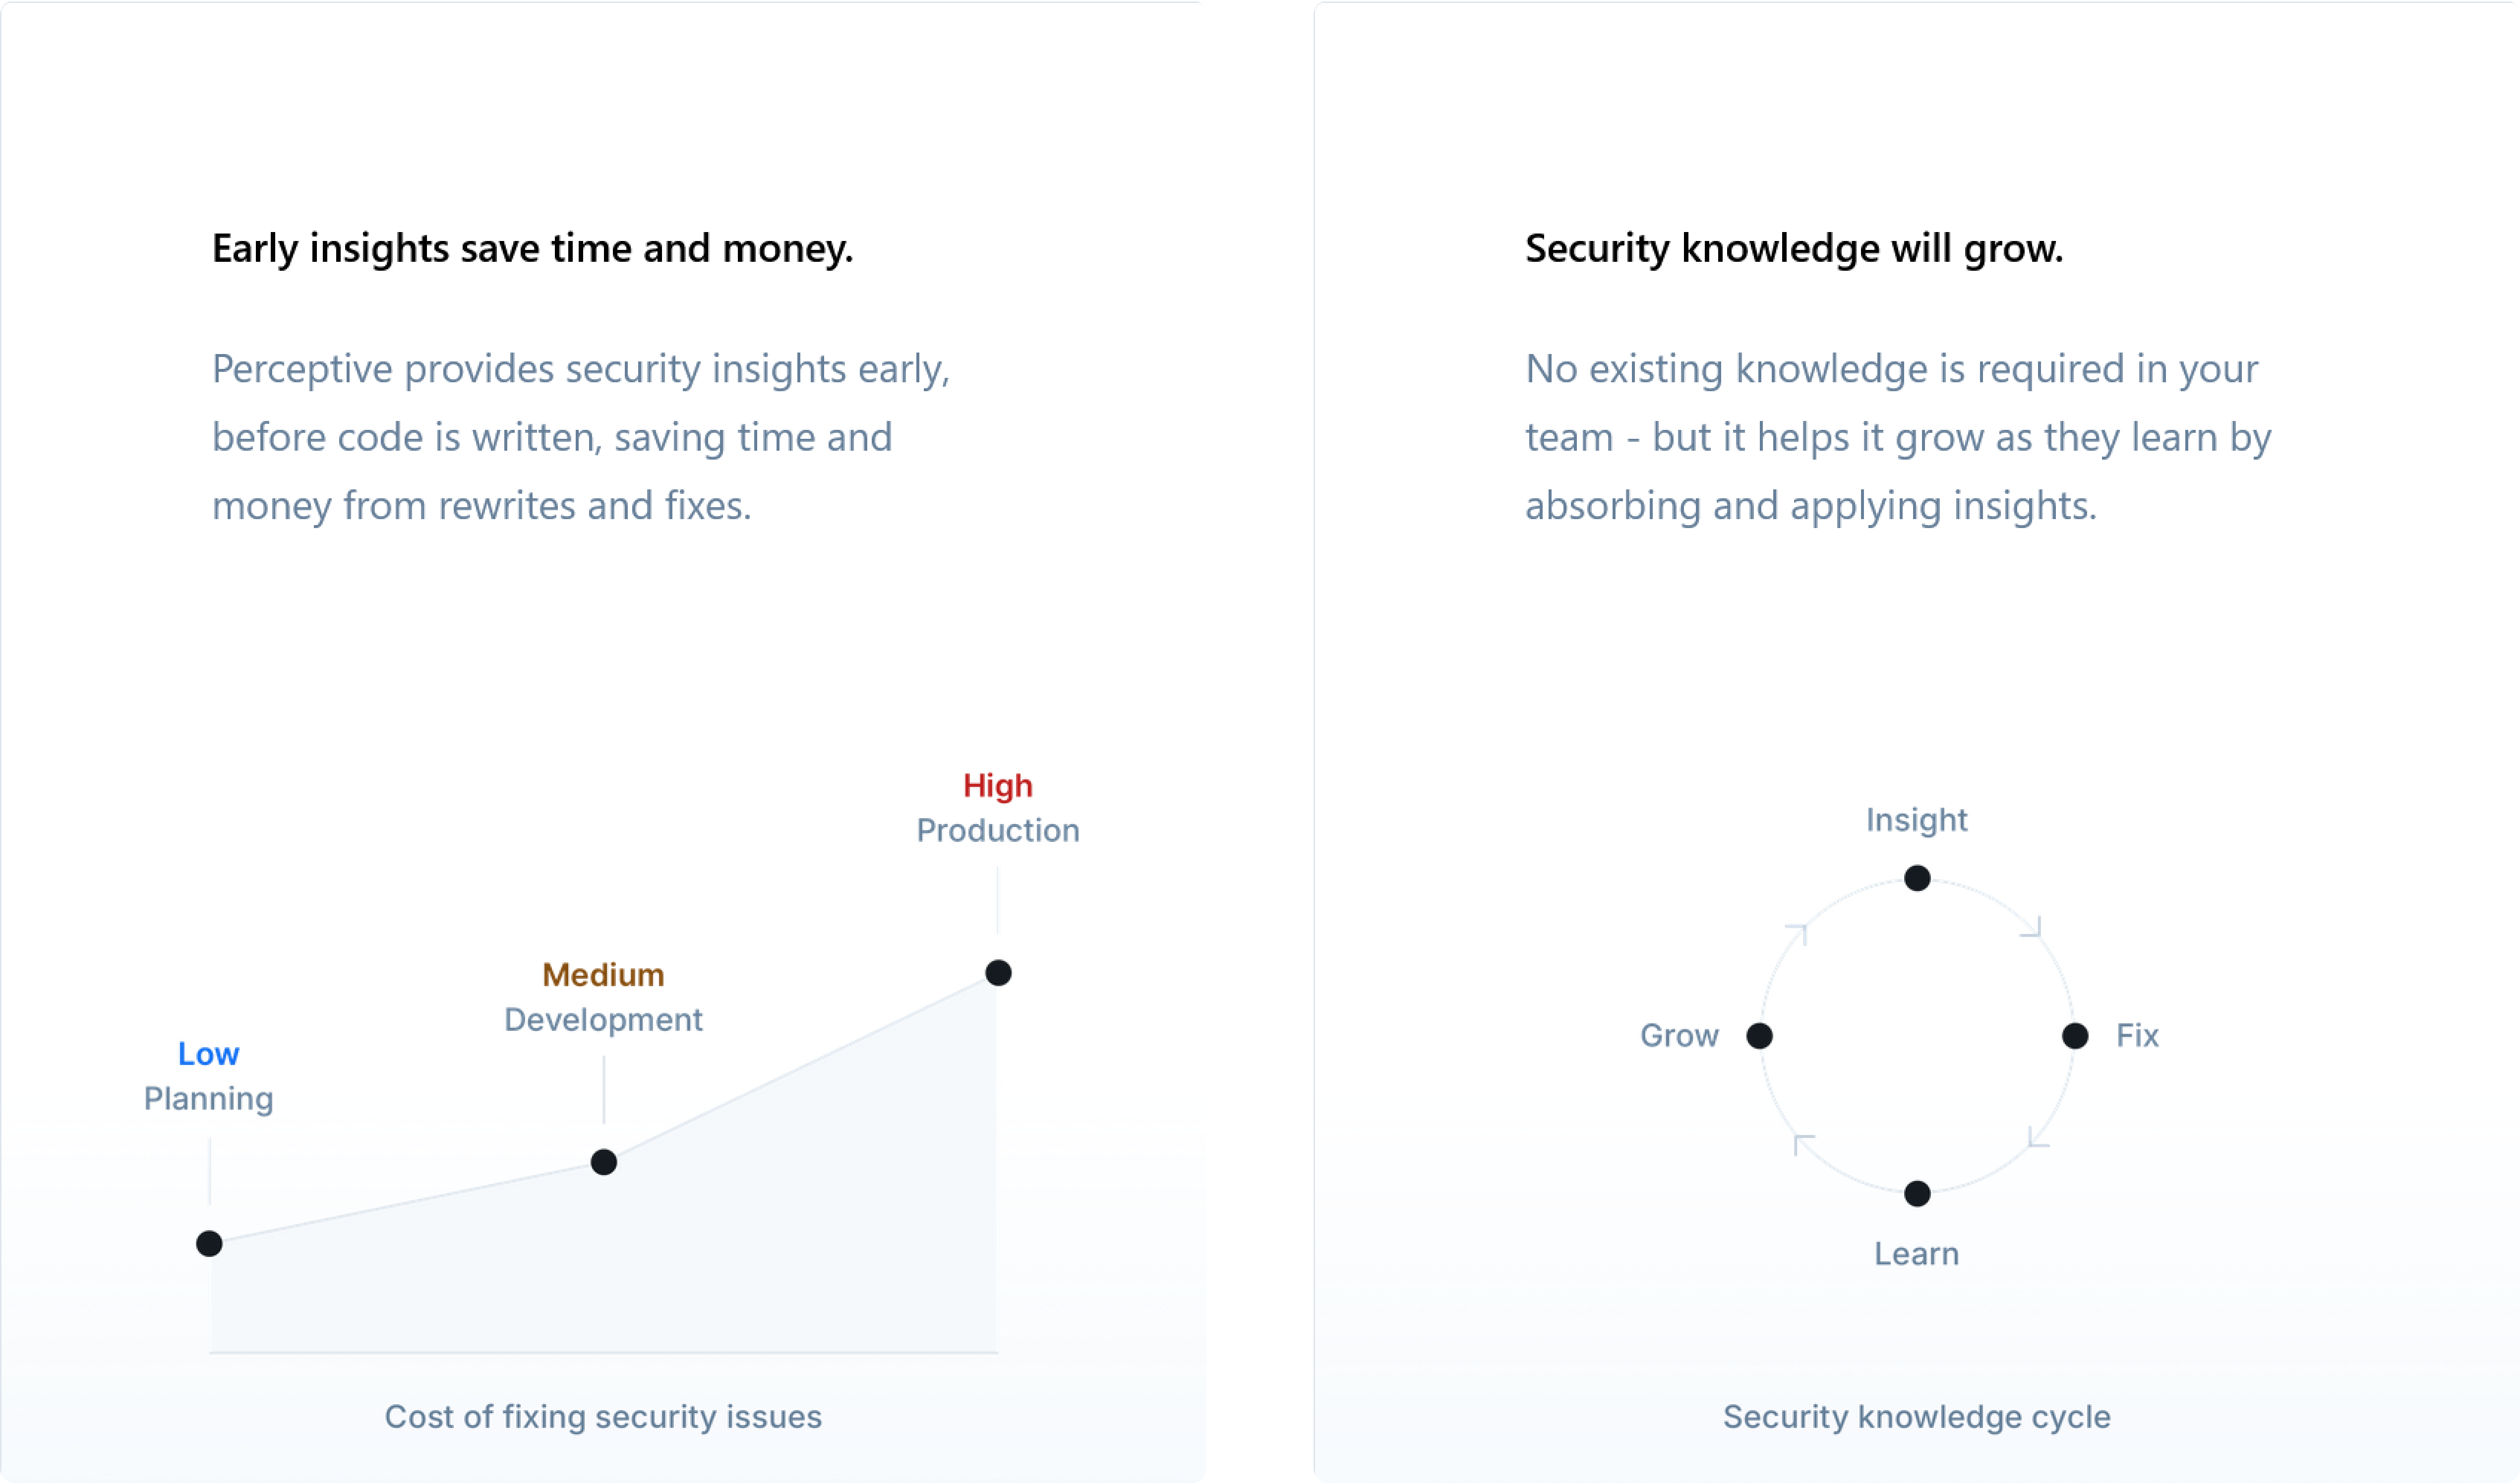 Early insights save time and money.
Perceptive provides security insights early,
before code is written, saving time and
money from rewrites and fixes.
High
Production
Medium
Development
Low
Planning
Cost of fixing security issues
Security knowledge will grow.
No existing knowledge is required in your
team - but it helps it grow as they learn by
absorbing and applying insights.
Insight
Grow
Fix
Learn
Security knowledge cycle